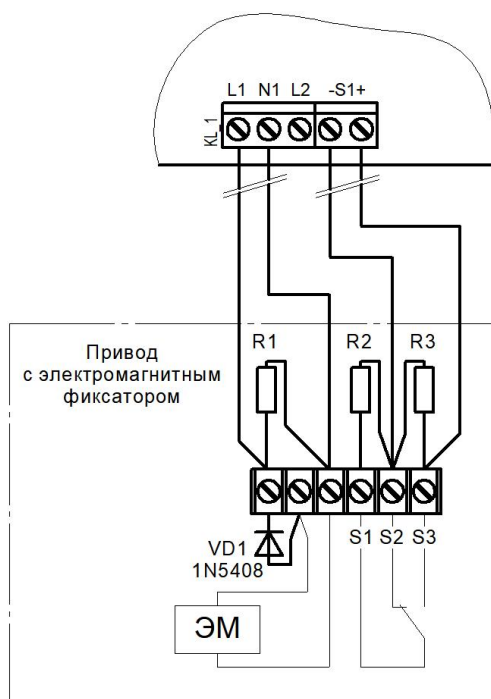 L1 N1 L2 -S1+
KL_1
R1 R2 R3
Привод
с электромагнитным
фиксатором
VD1
1N5408
S1 S2 S3
ЭМ